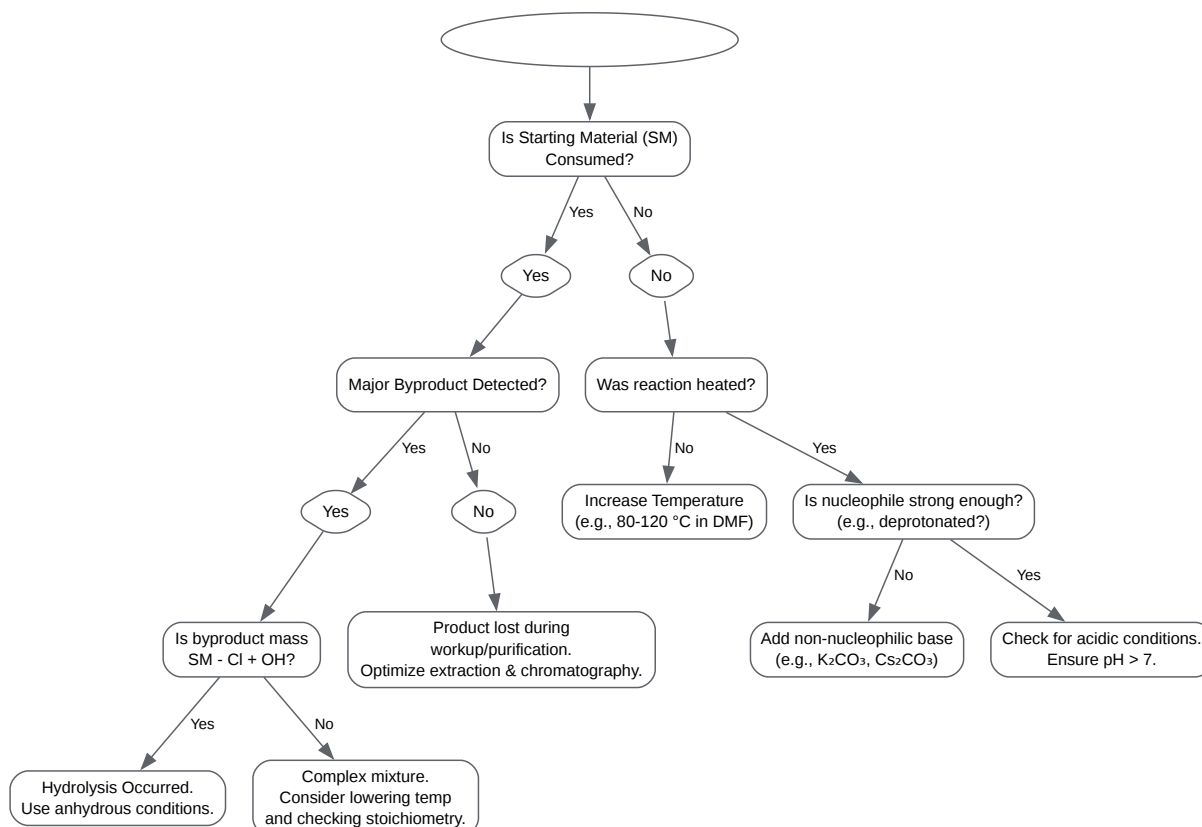 Is Starting Material (SM)
Consumed?
Yes
No
Yes
No
Major Byproduct Detected?
Was reaction heated?
Yes
No
No
Yes
Yes
No
Increase Temperature
(e.g., 80-120 °C in DMF)
Is nucleophile strong enough?
(e.g., deprotonated?)
No
Yes
Is byproduct mass
SM - Cl + OH?
Product lost during
workup/purification.
Optimize extraction & chromatography.
Add non-nucleophilic base
(e.g., K₂CO₃, Cs₂CO₃)
Check for acidic conditions.
Ensure pH > 7.
Yes
No
Hydrolysis Occurred.
Use anhydrous conditions.
Complex mixture.
Consider lowering temp
and checking stoichiometry.